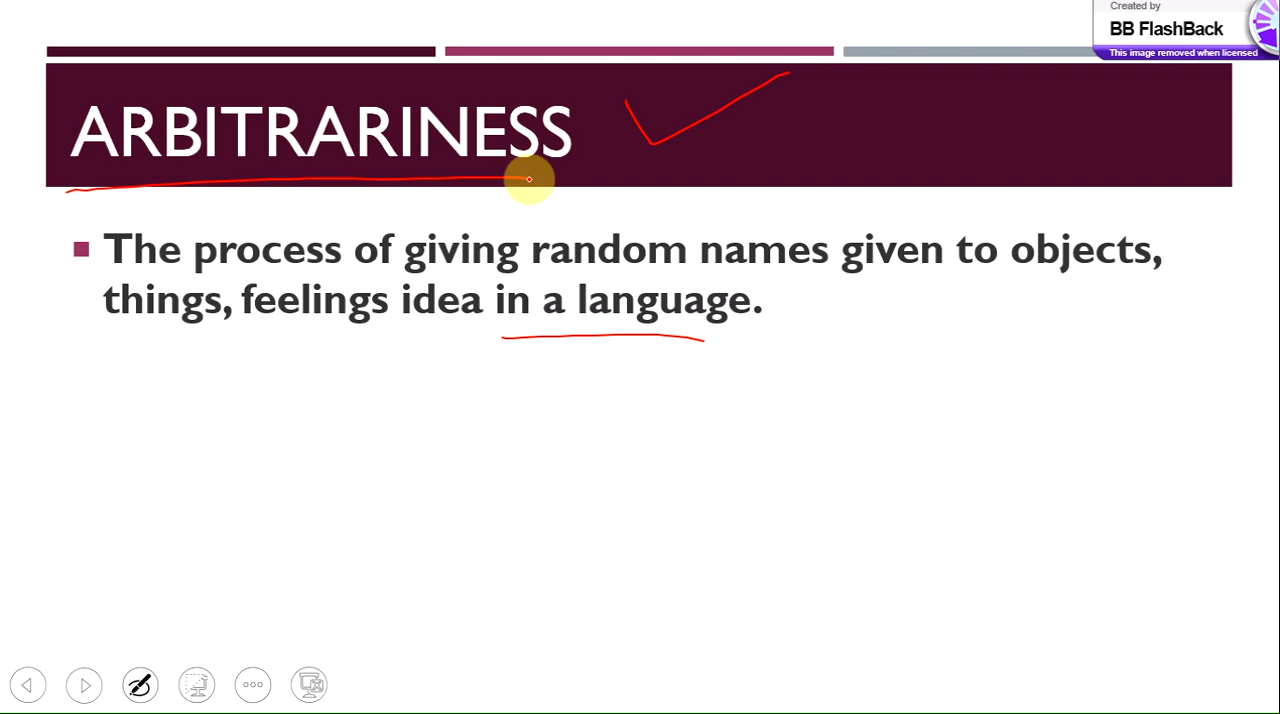 Created by
BB FlashBack
This image removed when licensed
ARBITRARINESS
The process of giving random names given to objects,
things, feelings idea in a language.